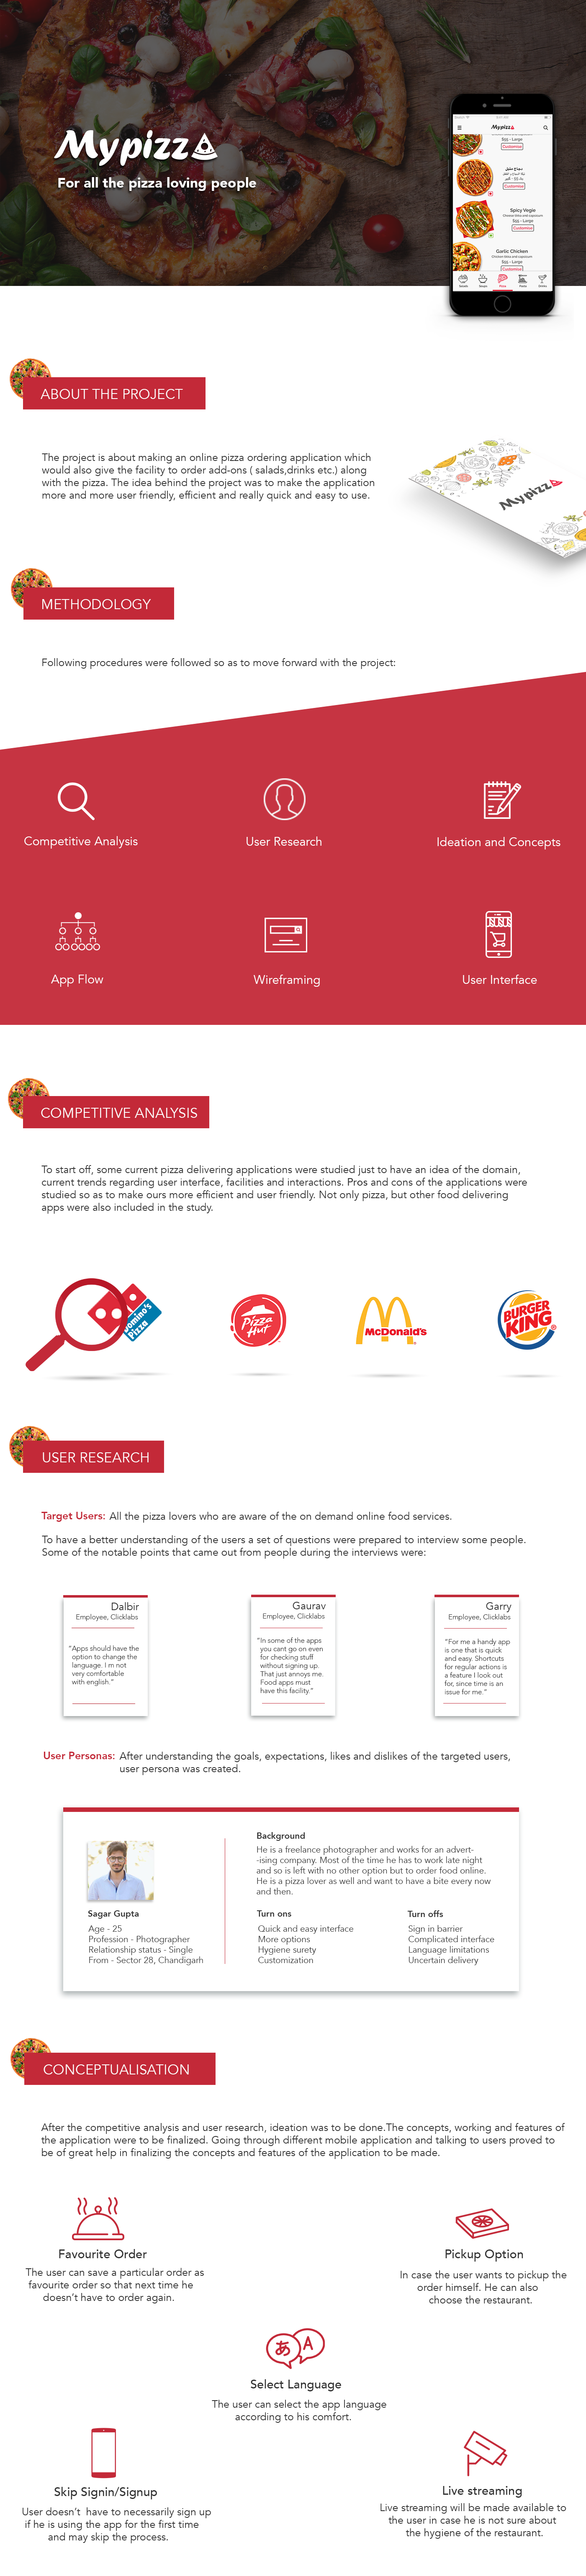 Mypizz
For all the pizza loving people
Mypizz
$55 - Large
Customise
Customise
Spicy Vegie
$55 - Large
Customise
Garlic Chicken
$55 - Large
Customise
Pizza
ABOUT THE PROJECT
The project is about making an online pizza ordering application which
would also give the facility to order add-ons ( salads,drinks etc.) along
with the pizza. The idea behind the project was to make the application
more and more user friendly, efficient and really quick and easy to use.
Mypizz
METHODOLOGY
Following procedures were followed so as to move forward with the project:
Competitive Analysis
User Research
Ideation and Concepts
App Flow
Wireframing
User Interface
COMPETITIVE ANALYSIS
To start off, some current pizza delivering applications were studied just to have an idea of the domain,
current trends regarding user interface, facilities and interactions. Pros and cons of the applications were
studied so as to make ours more efficient and user friendly. Not only pizza, but other food delivering
apps were also included in the study.
Domino's
Pizza
Pizza
Hut
McDonald's
BURGER
KING
USER RESEARCH
Target Users: All the pizza lovers who are aware of the on demand online food services.
To have a better understanding of the users a set of questions were prepared to interview some people.
Some of the notable points that came out from people during the interviews were:
Dalbir
Employee, Clicklabs
“Apps should have the
option to change the
language. I m not
very comfortable
with english.”
Gaurav
Employee, Clicklabs
“In some of the apps
you cant go on even
for checking stuff
without signing up.
That just annoys me.
Food apps must
have this facility.”
Garry
Employee, Clicklabs
“For me a handy app
is one that is quick
and easy. Shortcuts
for regular actions is
a feature I look out
for, since time is an
issue for me.”
User Personas: After understanding the goals, expectations, likes and dislikes of the targeted users,
user persona was created.
Sagar Gupta
Age - 25
Profession - Photographer
Relationship status - Single
From - Sector 28, Chandigarh
Background
He is a freelance photographer and works for an advert-
-ising company. Most of the time he has to work late night
and so is left with no other option but to order food online.
He is a pizza lover as well and want to have a bite every now
and then.
Turn ons
Quick and easy interface
More options
Hygiene surety
Customization
Turn offs
Sign in barrier
Complicated interface
Language limitations
Uncertain delivery
CONCEPTUALISATION
After the competitive analysis and user research, ideation was to be done.The concepts, working and features of
the application were to be finalized. Going through different mobile application and talking to users proved to
be of great help in finalizing the concepts and features of the application to be made.
Favourite Order
The user can save a particular order as
favourite order so that next time he
doesn’t have to order again.
Pickup Option
In case the user wants to pickup the
order himself. He can also
choose the restaurant.
あ A
Select Language
The user can select the app language
according to his comfort.
Skip Signin/Signup
User doesn’t have to necessarily sign up
if he is using the app for the first time
and may skip the process.
Live streaming
Live streaming will be made available to
the user in case he is not sure about
the hygiene of the restaurant.